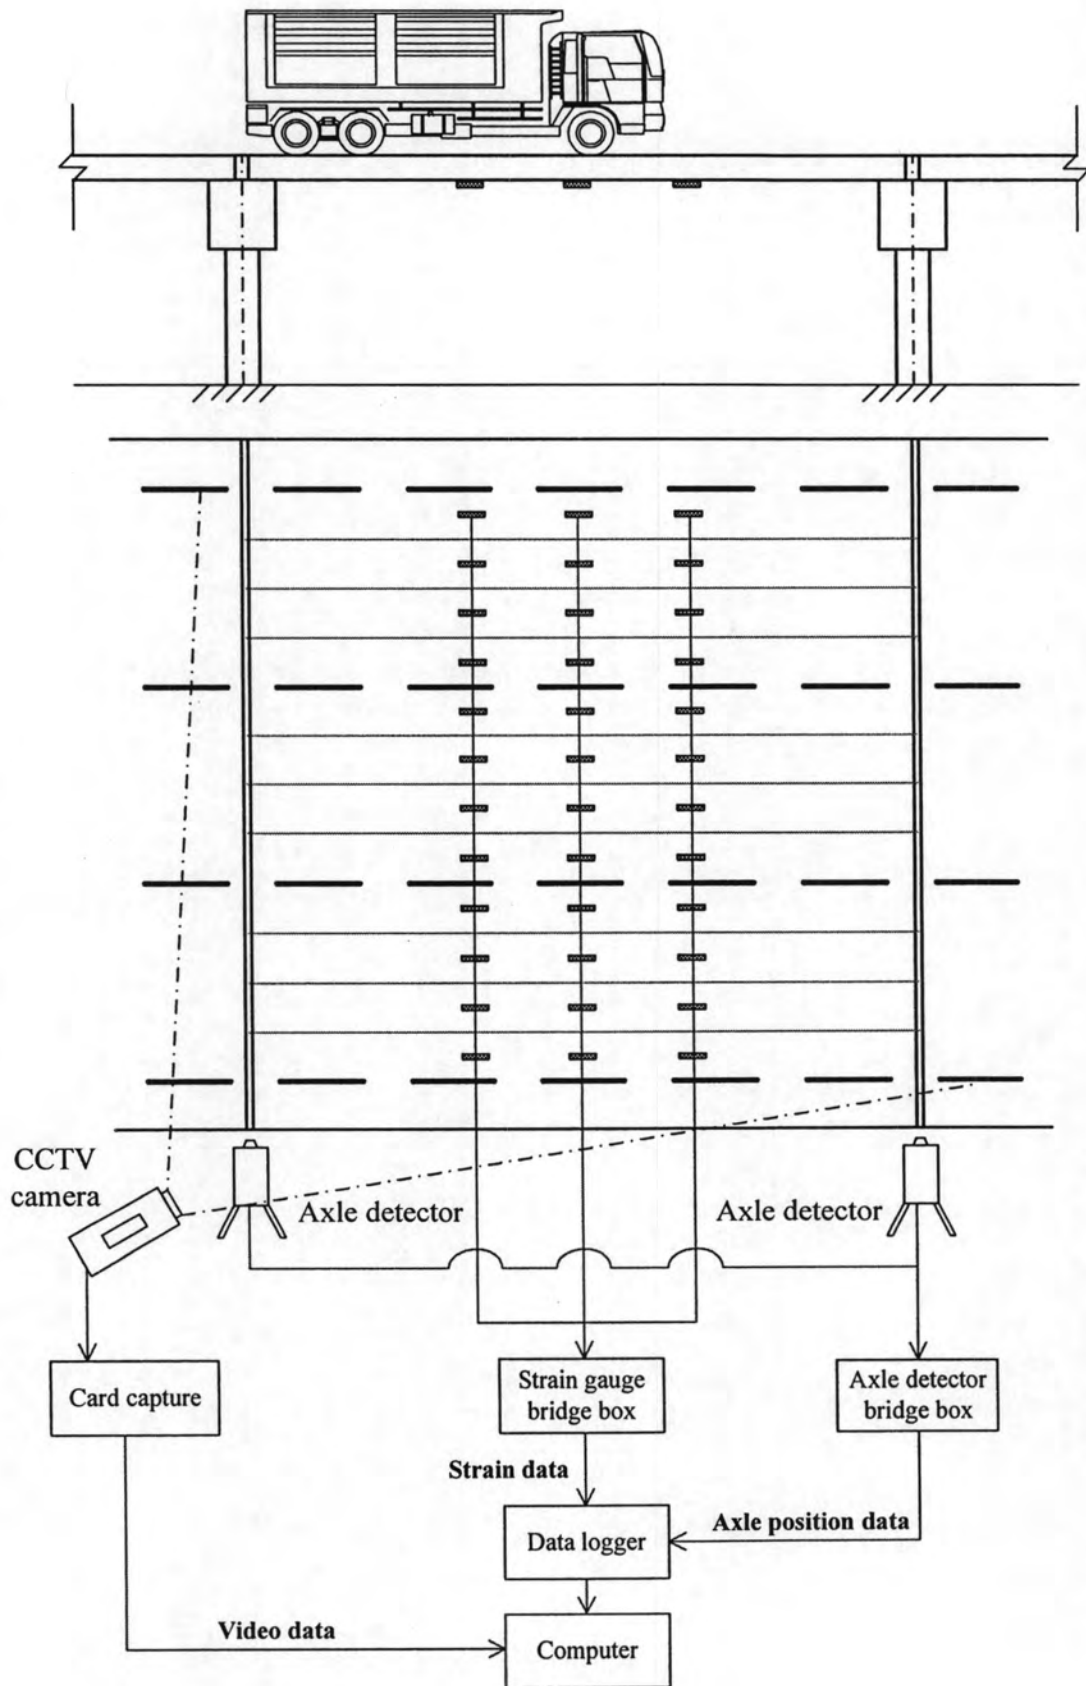 CCTV
camera
Axle detector
Axle detector
Card capture
Strain gauge
bridge box
Axle detector
bridge box
Strain data
Axle position data
Data logger
Video data
Computer